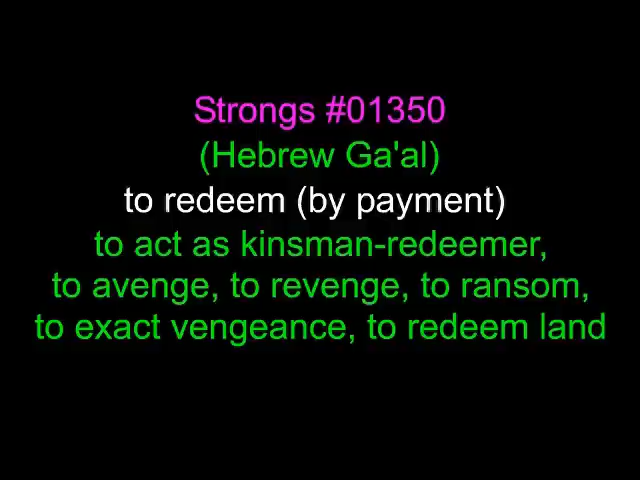 Strongs #01350
(Hebrew Ga'al)
to redeem (by payment)
to act as kinsman-redeemer,
to avenge, to revenge, to ransom,
to exact vengeance, to redeem land